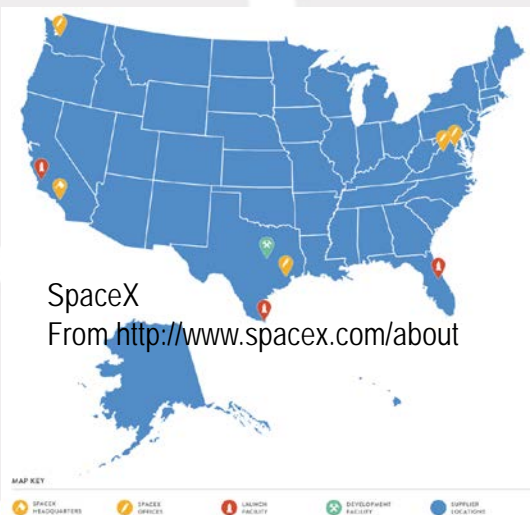 SpaceX
From http://www.spacex.com/about
MAP KEY
SPACEX
HEADQUARTERS
SPACEX
OFFICES
LAUNCH
FACILITY
DEVELOPMENT
FACILITY
SUPPLIER
LOCATIONS